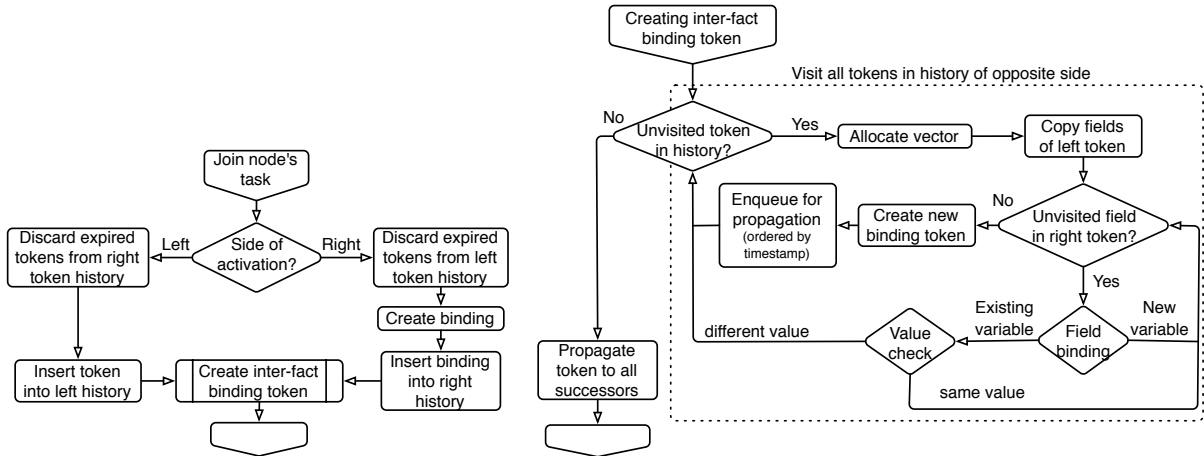 Join node's
task
Side of
activation?
Left
Right
Discard expired
tokens from right
token history
Discard expired
tokens from left
token history
Create binding
Insert token
into left history
Create inter-fact
binding token
Insert binding
into right
history
Creating inter-fact
binding token
Visit all tokens in history of opposite side
No
Unvisited token
in history?
Yes
Allocate vector
Copy fields
of left token
Enqueue for
propagation
(ordered by
timestamp)
Create new
binding token
No
Unvisited field
in right token?
Yes
Existing
variable
New
variable
different value
Value
check
Field
binding
same value
Propagate
token to all
successors